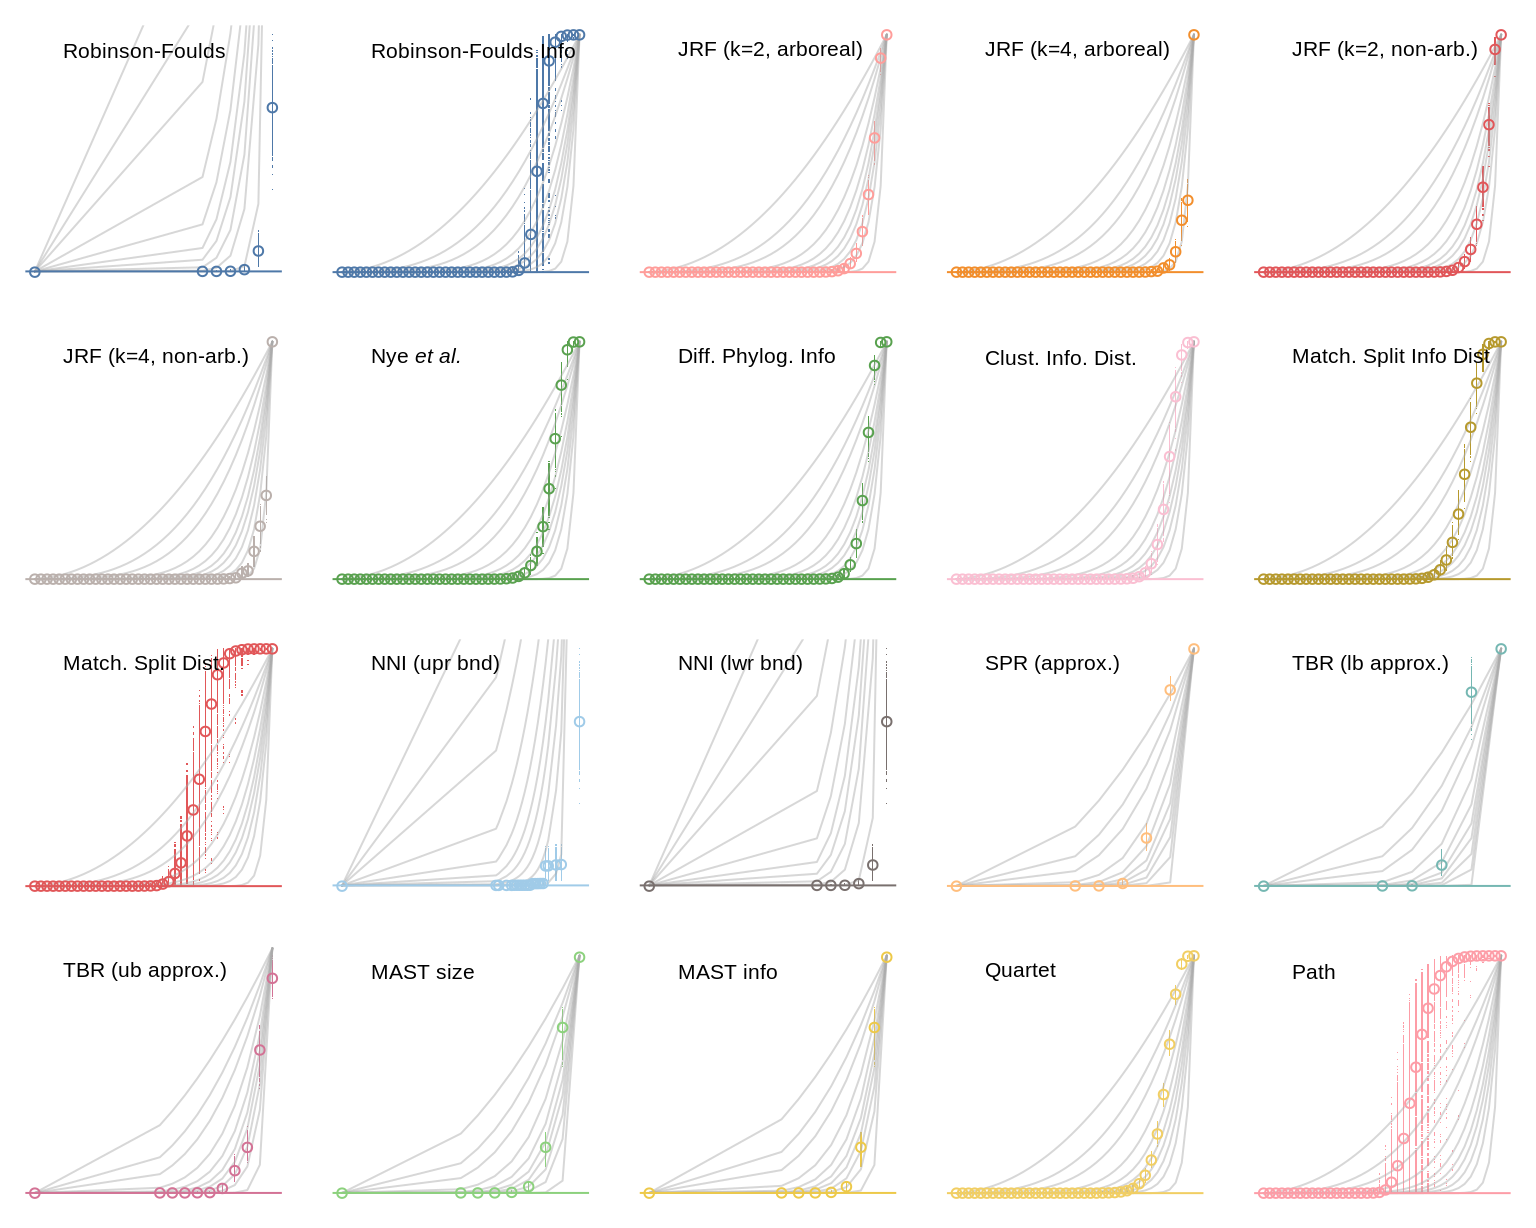 Robinson-Foulds
Robinson-Foulds Info
JRF (k=2, arboreal)
JRF (k=4, arboreal)
JRF (k=2, non-arb.)
JRF (k=4, non-arb.)
Nye et al.
Diff. Phylog. Info
Clust. Info. Dist.
Match. Split Info Dist
Match. Split Dist.
NNI (upr bnd)
NNI (lwr bnd)
SPR (approx.)
TBR (lb approx.)
TBR (ub approx.)
MAST size
MAST info
Quartet
Path